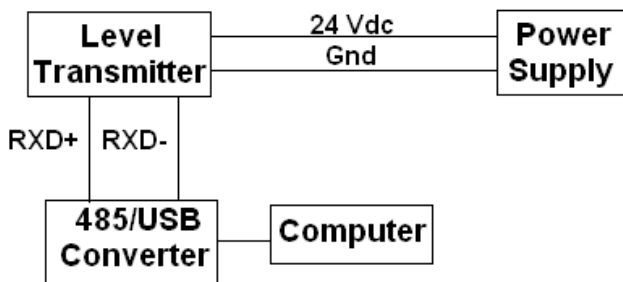 Level
Transmitter
24 Vdc
Gnd
Power
Supply
RXD+
RXD-
485/USB
Converter
Computer